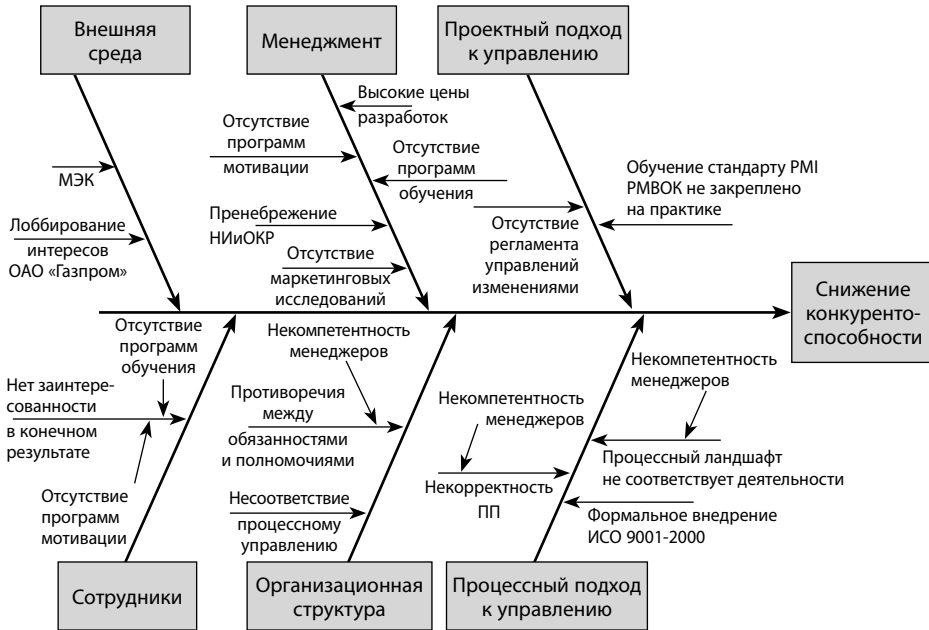 Внешняя
среда
Менеджмент
Проектный подход
к управлению
Высокие цены
разработок
Отсутствие
программ
мотивации
Отсутствие
программ
обучения
МЭК
Обучение стандарту PMI
PMBOK не закреплено
на практике
Лоббирование
интересов
ОАО «Газпром»
Пренебрежение
НИиОКР
Отсутствие
регламента
управлений
изменениями
Отсутствие
маркетинговых
исследований
Снижение
конкуренто-
способности
Отсутствие
программ
обучения
Некомпетентность
менеджеров
Некомпетентность
менеджеров
Нет заинтере-
сованности
в конечном
результате
Противоречия
между
обязанностями
и полномочиями
Некомпетентность
менеджеров
Процессный ландшафт
не соответствует деятельности
Отсутствие
программ
мотивации
Несоответствие
процессному
управлению
Некорректность
ПП
Формальное внедрение
ИСО 9001-2000
Сотрудники
Организационная
структура
Процессный подход
к управлению